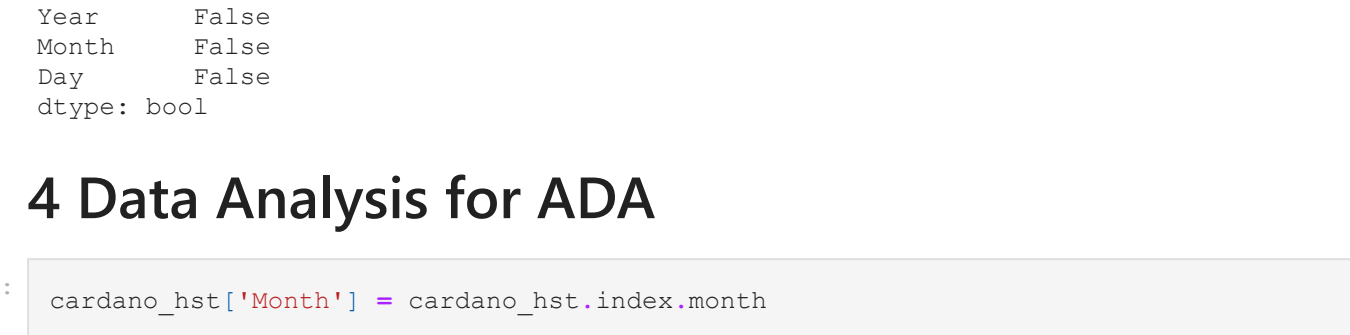 Year       False
Month      False
Day        False
dtype: bool
4 Data Analysis for ADA
:
cardano_hst['Month'] = cardano_hst.index.month